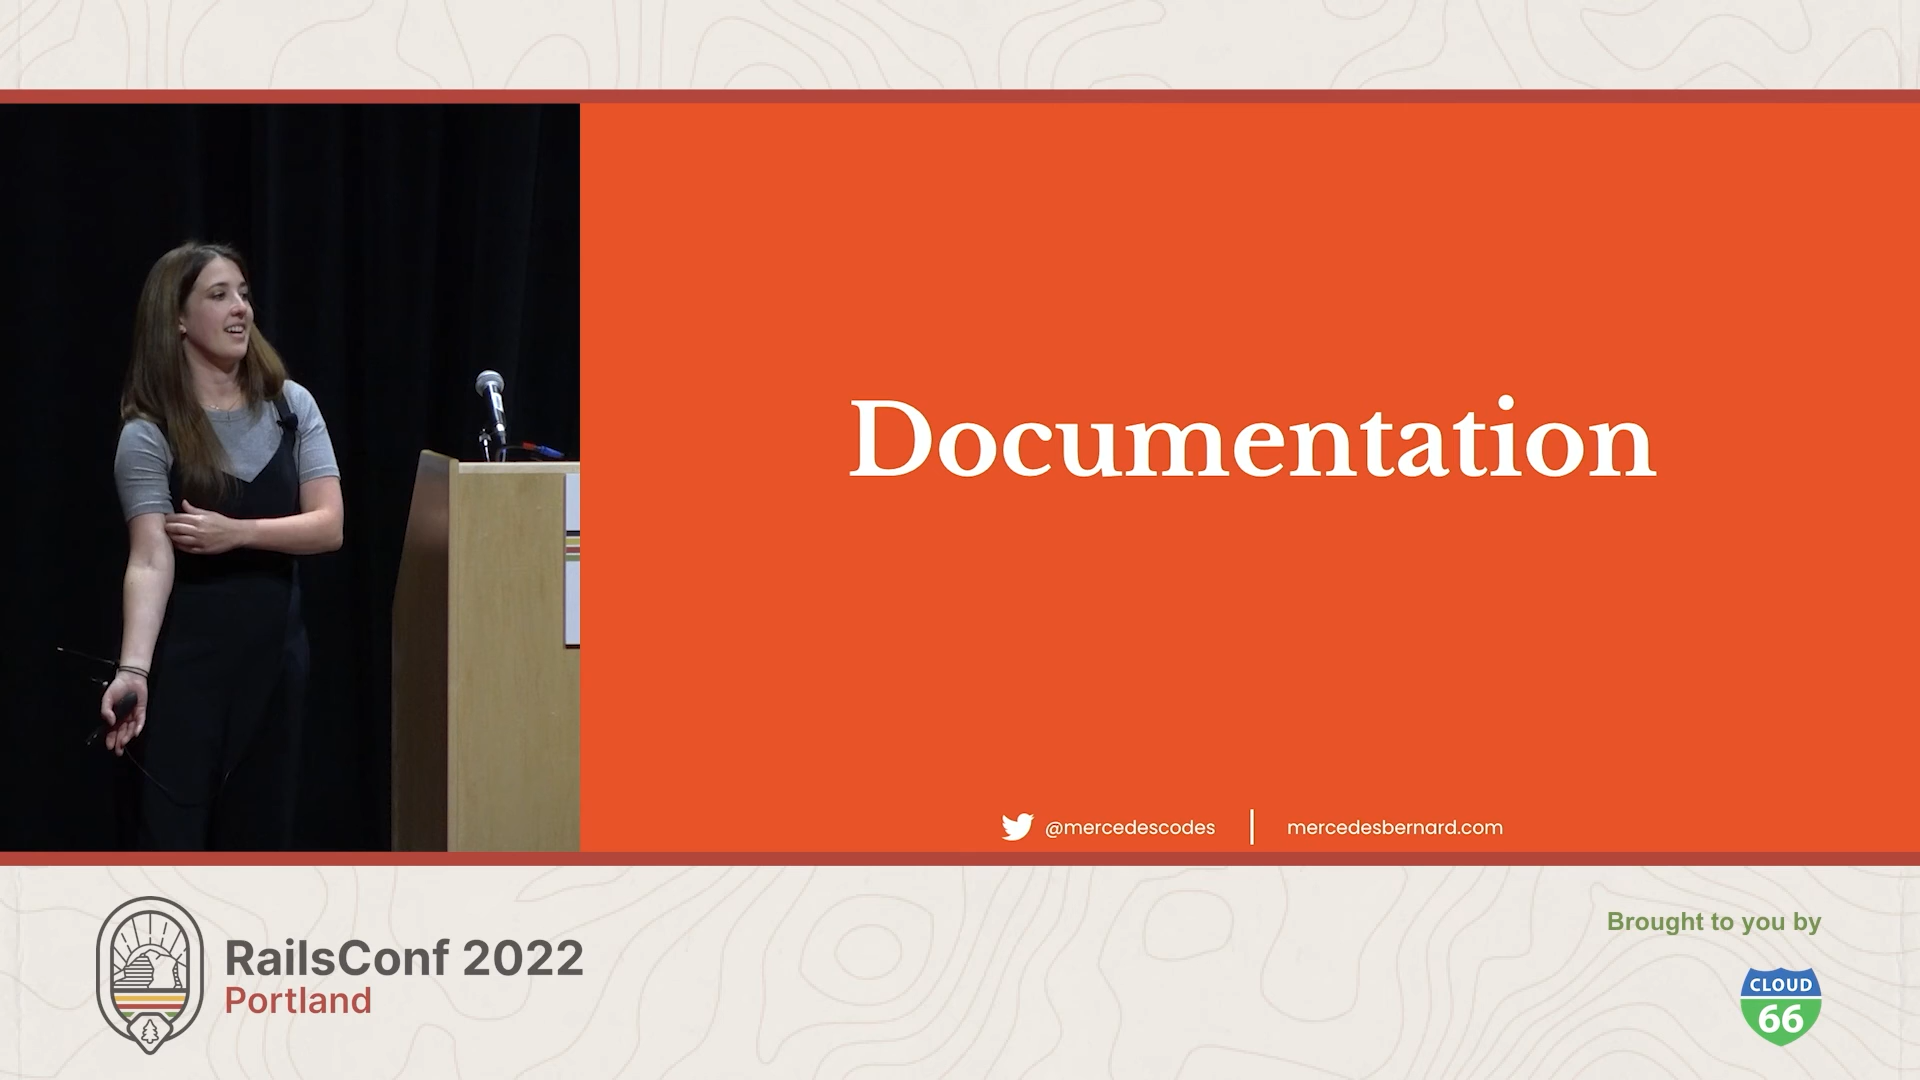 Documentation
@mercedescodes
mercedesbernard.com
RailsConf 2022
Portland
Brought to you by
CLOUD
66